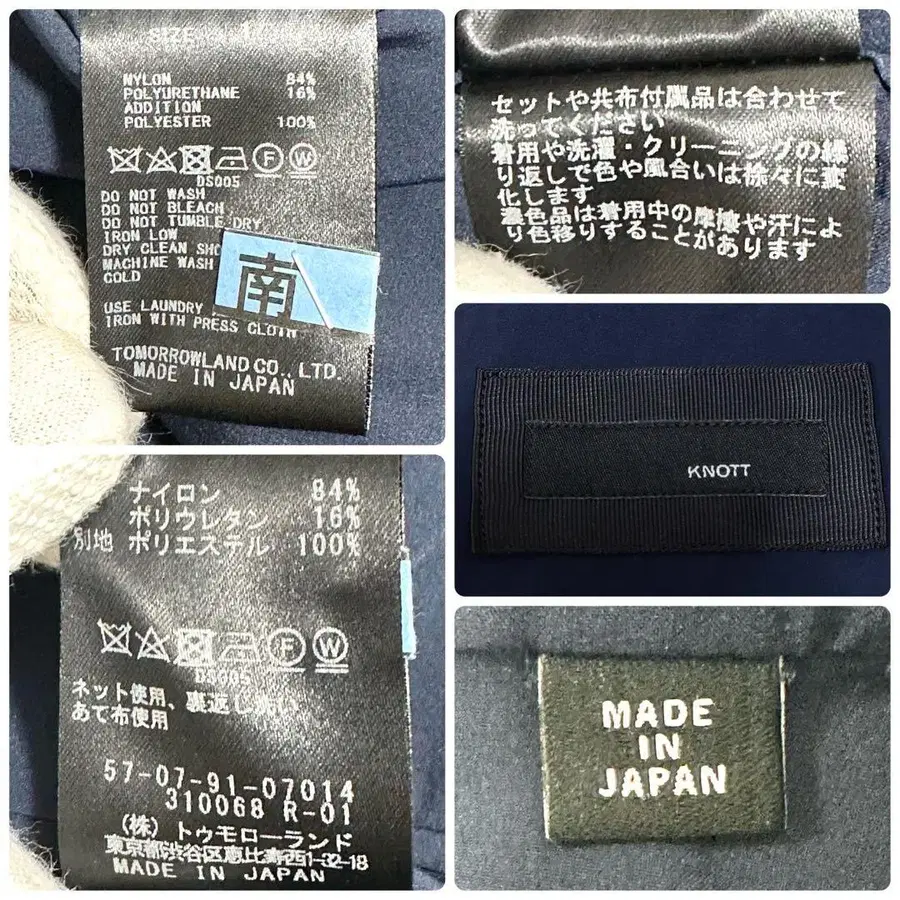 SIZE
NYLON 84%
POLYURETHANE 16%
ADDITION
POLYESTER 100%
F W
DS005
DO NOT WASH
DO NOT BLEACH
DO NOT TUMBLE DRY
IRON LOW
DRY CLEAN
MACHINE WASH
COLD
南
USE LAUNDRY
IRON WITH PRESS CLOTH
TOMORROWLAND CO., LTD.
MADE IN JAPAN
セットや共布付属品は合わせて
洗ってください
着用や洗濯・クリーニングの繰
り返しで色や風合いは徐々に変
化します
濃色品は着用中の摩擦や汗によ
り色移りすることがあります
KNOTT
ナイロン 84%
ポリウレタン 16%
別地 ポリエステル 100%
F W
DS005
ネット使用、裏返し洗い
あて布使用
57-07-91-07014
310068 R-01
(株) トゥモローランド
東京都渋谷区恵比寿西1-32-18
MADE IN JAPAN
MADE
IN
JAPAN